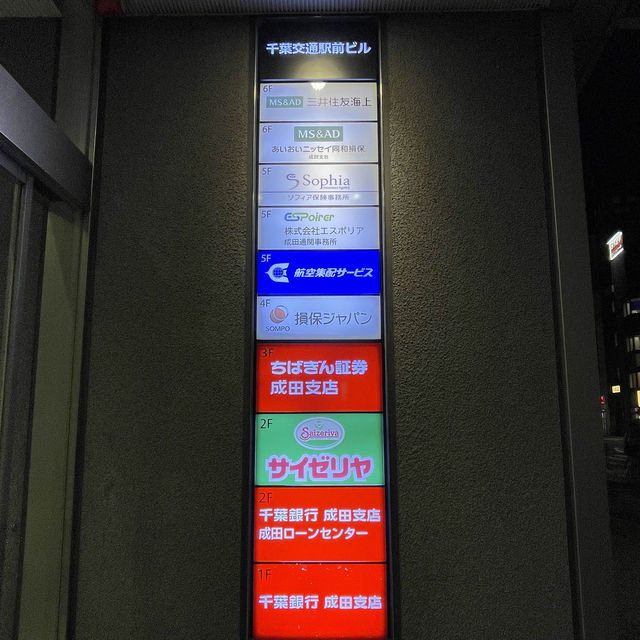 千葉交通駅前ビル
6F
MS&AD 三井住友海上
6F
MS&AD
あいおいニッセイ同和損保
成田支店
5F
Sophia
ソフィア保険事務所
5F
ESPoirer
株式会社エスポリア
成田通関事務所
5F
航空集配サービス
4F
SOMPO 損保ジャパン
3F
ちばぎん証券
成田支店
2F
Saizeriya
サイゼリヤ
2F
千葉銀行 成田支店
成田ローンセンター
1F
千葉銀行 成田支店